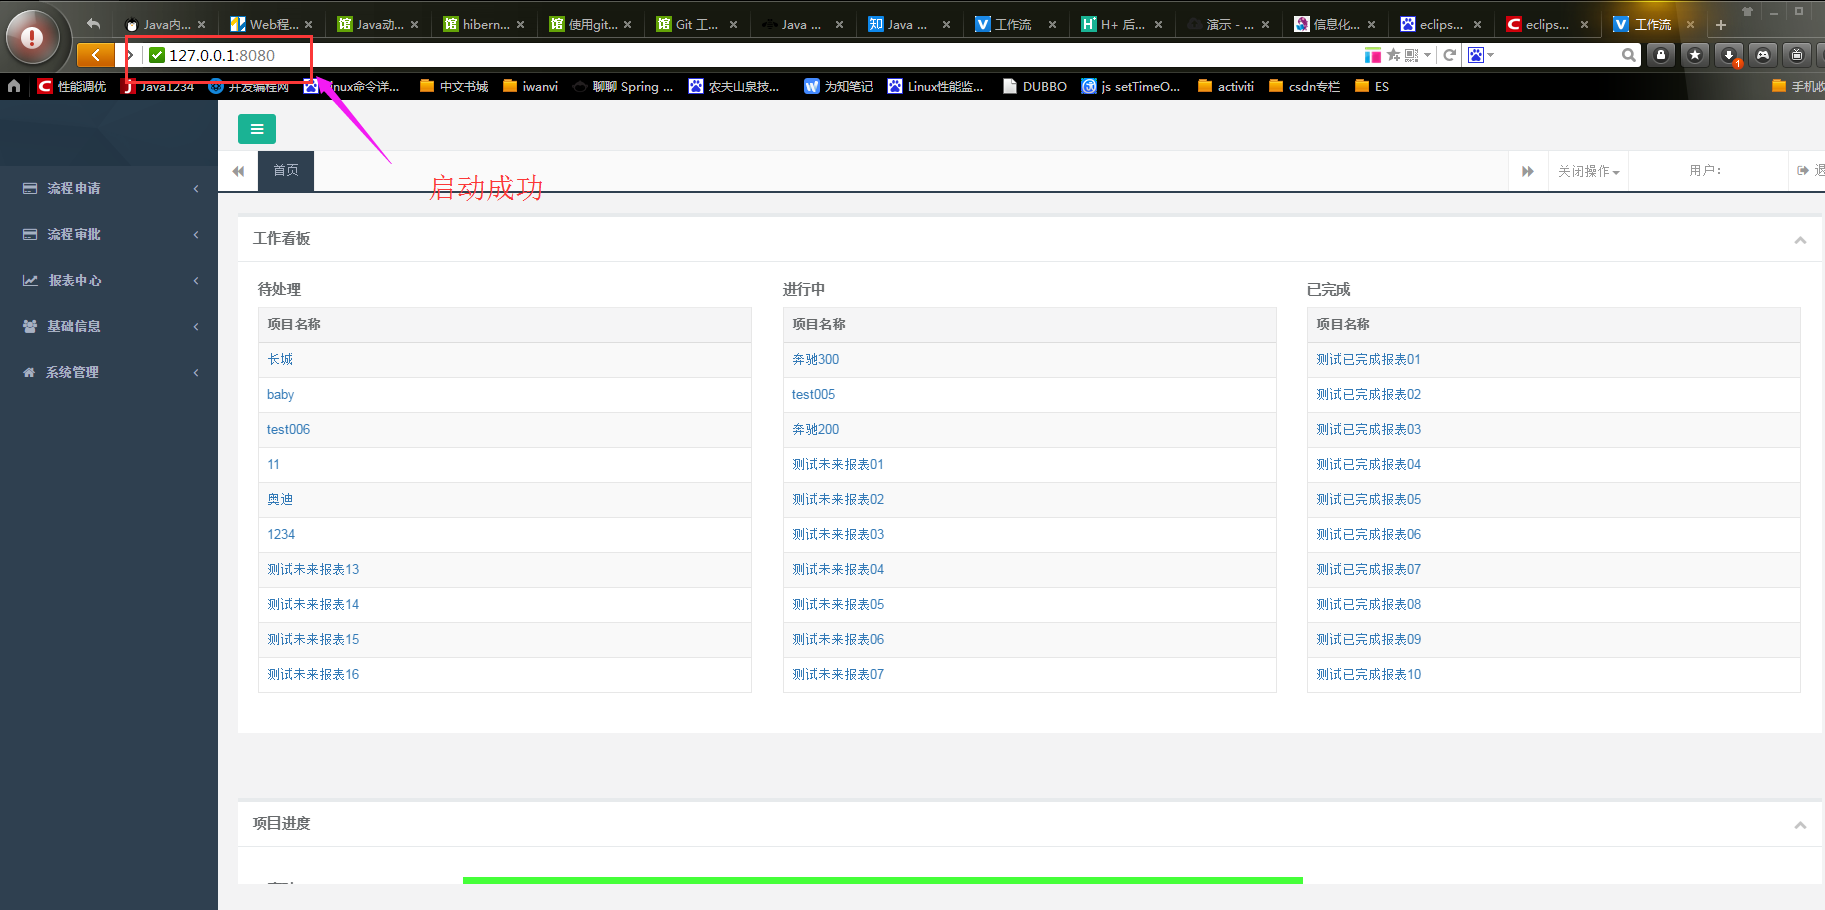 Java内... Web程... Java动... hibern... 使用git... Git 工... Java ... Java ... 工作流 H+ 后... 演示 - ... 信息化... eclips... eclips... 工作流
127.0.0.1:8080
性能调优 Java1234 开发编程网 inux命令详... 中文书城 iwanvi 聊聊 Spring ... 农夫山泉技... 为知笔记 Linux性能监... DUBBO js setTimeO... activiti csdn专栏 ES 手机收
首页 关闭操作 用户: 退
启动成功
流程申请
流程审批
报表中心
基础信息
系统管理
工作看板
待处理
项目名称
长城
baby
test006
11
奥迪
1234
测试未来报表13
测试未来报表14
测试未来报表15
测试未来报表16
进行中
项目名称
奔驰300
test005
奔驰200
测试未来报表01
测试未来报表02
测试未来报表03
测试未来报表04
测试未来报表05
测试未来报表06
测试未来报表07
已完成
项目名称
测试已完成报表01
测试已完成报表02
测试已完成报表03
测试已完成报表04
测试已完成报表05
测试已完成报表06
测试已完成报表07
测试已完成报表08
测试已完成报表09
测试已完成报表10
项目进度